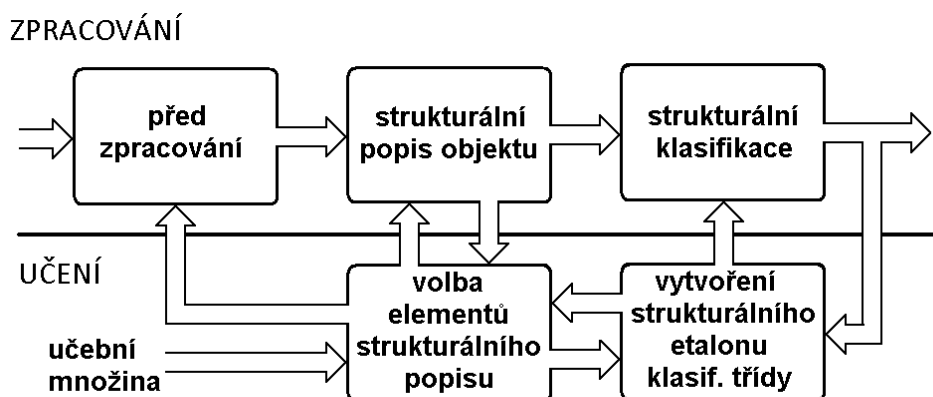 ZPRACOVÁNÍ
před
zpracování
strukturální
popis objektu
strukturální
klasifikace
UČENÍ
učební
množina
volba
elementů
strukturálního
popisu
vytvoření
strukturálního
etalonu
klasif. třídy